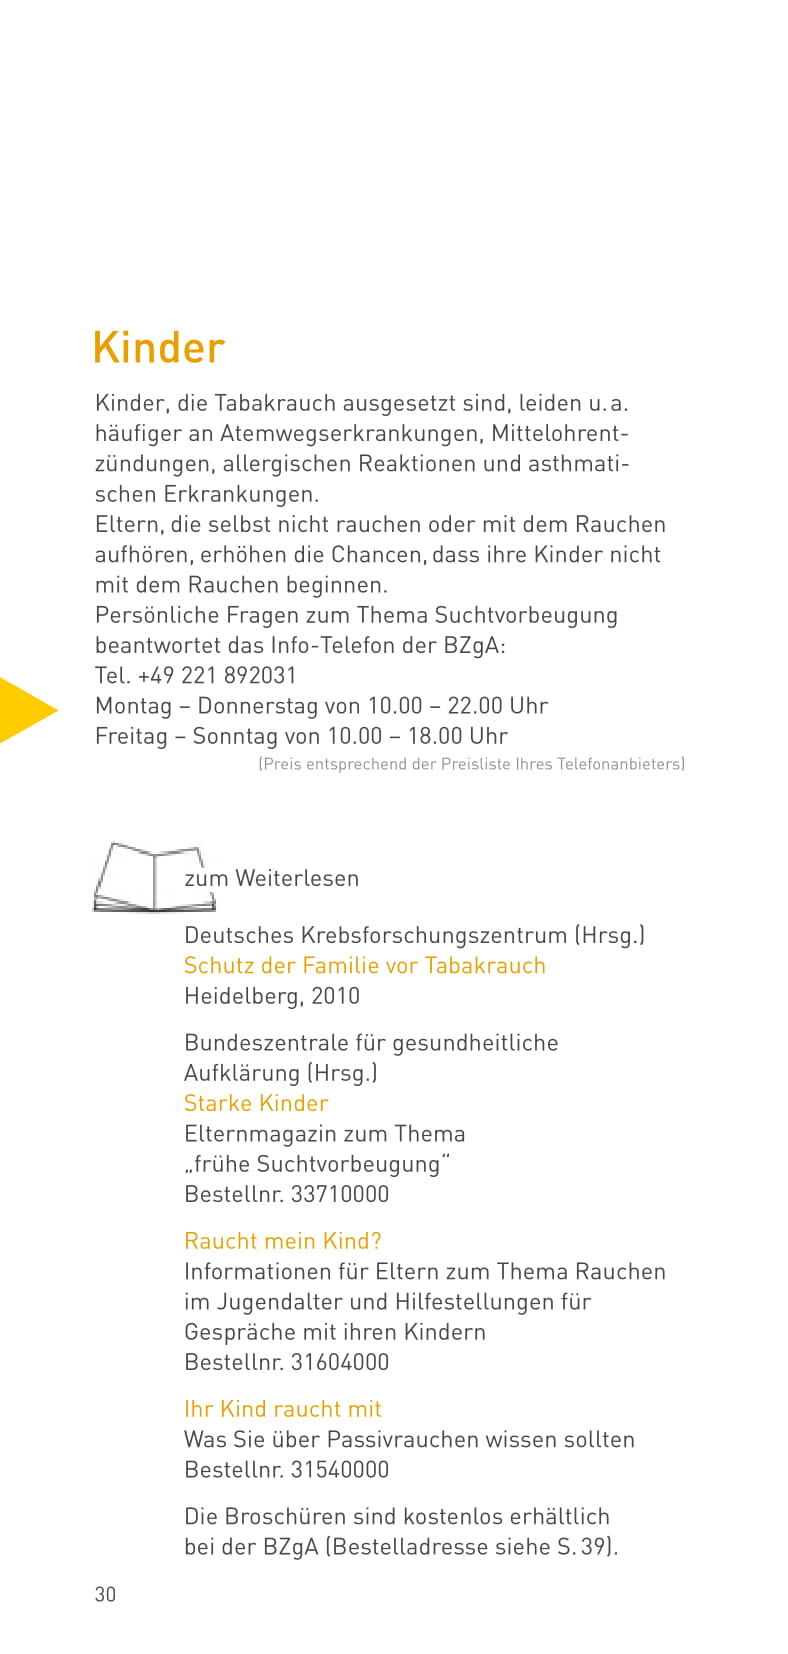 Kinder
Kinder, die Tabakrauch ausgesetzt sind, leiden u. a.
häufiger an Atemwegserkrankungen, Mittelohrent-
zündungen, allergischen Reaktionen und asthmati-
schen Erkrankungen.
Eltern, die selbst nicht rauchen oder mit dem Rauchen
aufhören, erhöhen die Chancen, dass ihre Kinder nicht
mit dem Rauchen beginnen.
Persönliche Fragen zum Thema Suchtvorbeugung
beantwortet das Info-Telefon der BZgA:
Tel. +49 221 892031
Montag – Donnerstag von 10.00 – 22.00 Uhr
Freitag – Sonntag von 10.00 – 18.00 Uhr
(Preis entsprechend der Preisliste Ihres Telefonanbieters)
zum Weiterlesen
Deutsches Krebsforschungszentrum (Hrsg.)
Schutz der Familie vor Tabakrauch
Heidelberg, 2010
Bundeszentrale für gesundheitliche
Aufklärung (Hrsg.)
Starke Kinder
Elternmagazin zum Thema
„frühe Suchtvorbeugung“
Bestellnr. 33710000
Raucht mein Kind?
Informationen für Eltern zum Thema Rauchen
im Jugendalter und Hilfestellungen für
Gespräche mit ihren Kindern
Bestellnr. 31604000
Ihr Kind raucht mit
Was Sie über Passivrauchen wissen sollten
Bestellnr. 31540000
Die Broschüren sind kostenlos erhältlich
bei der BZgA (Bestelladresse siehe S. 39).
30